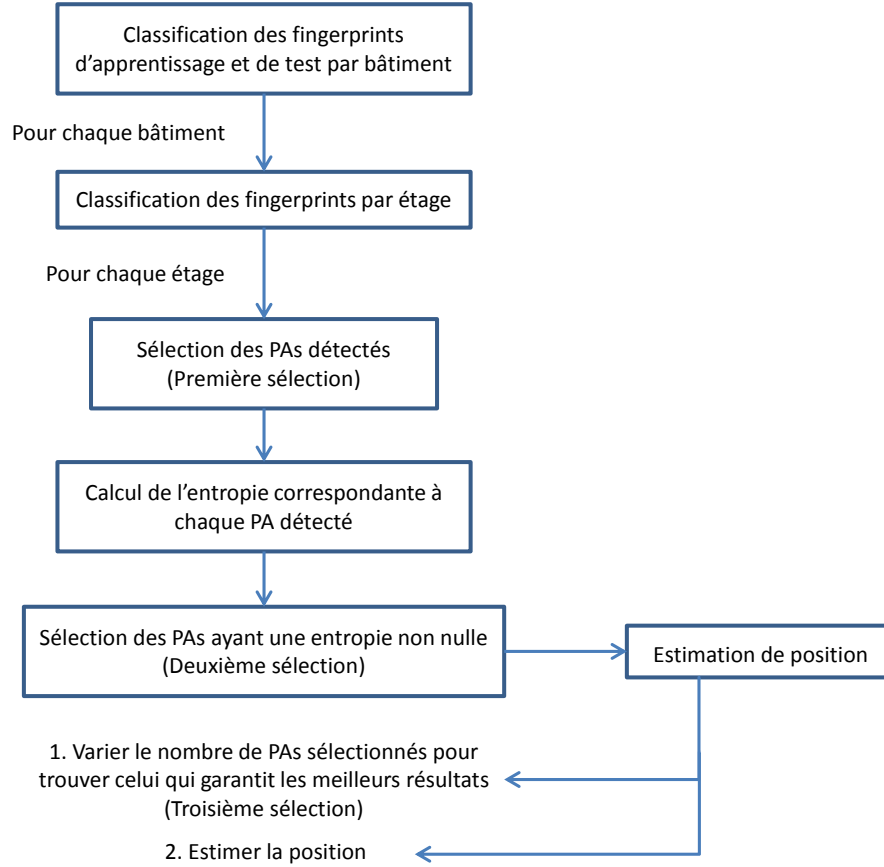 Classification des fingerprints
d’apprentissage et de test par bâtiment
Pour chaque bâtiment
Classification des fingerprints par étage
Pour chaque étage
Sélection des PAs détectés
(Première sélection)
Calcul de l’entropie correspondante à
chaque PA détecté
Sélection des PAs ayant une entropie non nulle
(Deuxième sélection)
Estimation de position
1. Varier le nombre de PAs sélectionnés pour
trouver celui qui garantit les meilleurs résultats
(Troisième sélection)
2. Estimer la position